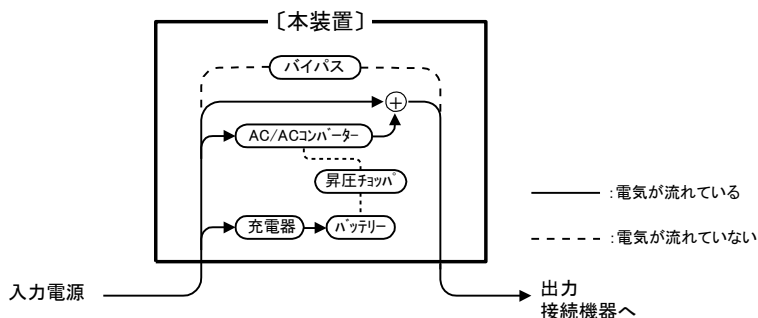 〔本装置〕
バイパス
+
AC/ACｺﾝﾊﾞｰﾀｰ
昇圧ﾁｮｯﾊﾟ
充電器
ﾊﾞｯﾃﾘｰ
:電気が流れている
:電気が流れていない
入力電源
出力
接続機器へ